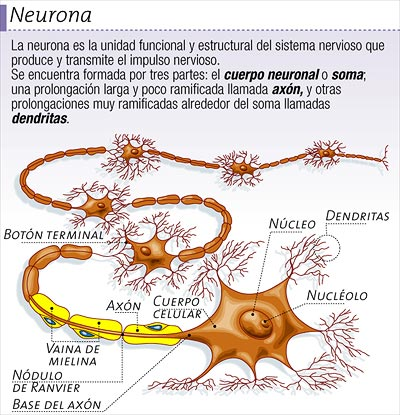 Neurona
La neurona es la unidad funcional y estructural del sistema nervioso que
produce y transmite el impulso nervioso.
Se encuentra formada por tres partes: el cuerpo neuronal o soma;
una prolongación larga y poco ramificada llamada axón, y otras
prolongaciones muy ramificadas alrededor del soma llamadas
dendritas.
BOTÓN TERMINAL
NÚCLEO
DENDRITAS
AXÓN
CUERPO
CELULAR
NUCLÉOLO
VAINA DE
MIELINA
NÓDULO
DE RANVIER
BASE DEL AXÓN